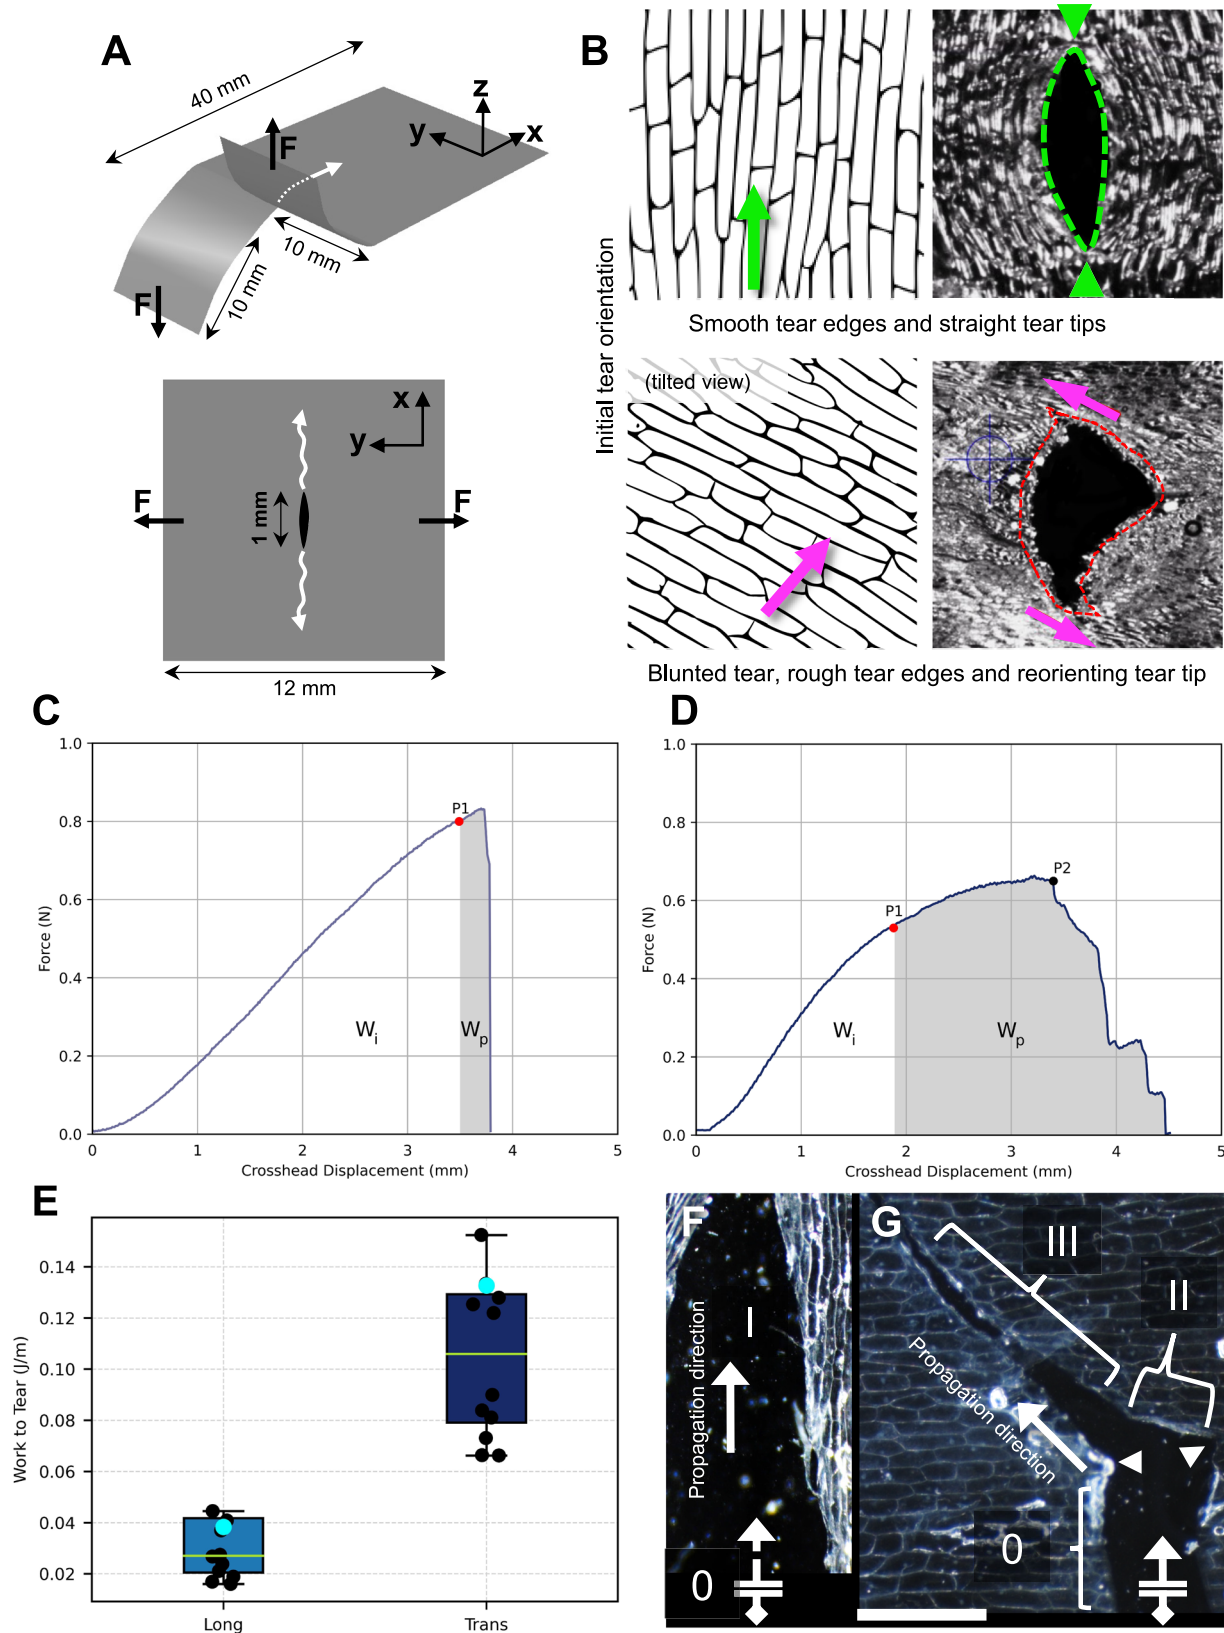 A
40 mm
F
z
y
x
10 mm
10 mm
F
x
y
F
F
1 mm
12 mm
B
Initial tear orientation
Smooth tear edges and straight tear tips
(tilted view)
Blunted tear, rough tear edges and reorienting tear tip
C
1.0
0.8
0.6
0.4
0.2
0.0
Force (N)
P1
Wi
Wp
0 1 2 3 4 5
Crosshead Displacement (mm)
D
1.0
0.8
0.6
0.4
0.2
0.0
Force (N)
P1
P2
Wi
Wp
0 1 2 3 4 5
Crosshead Displacement (mm)
E
0.14
0.12
0.10
0.08
0.06
0.04
0.02
Work to Tear (J/m)
Long Trans
F
I
Propagation direction
0
G
III
II
Propagation direction
0